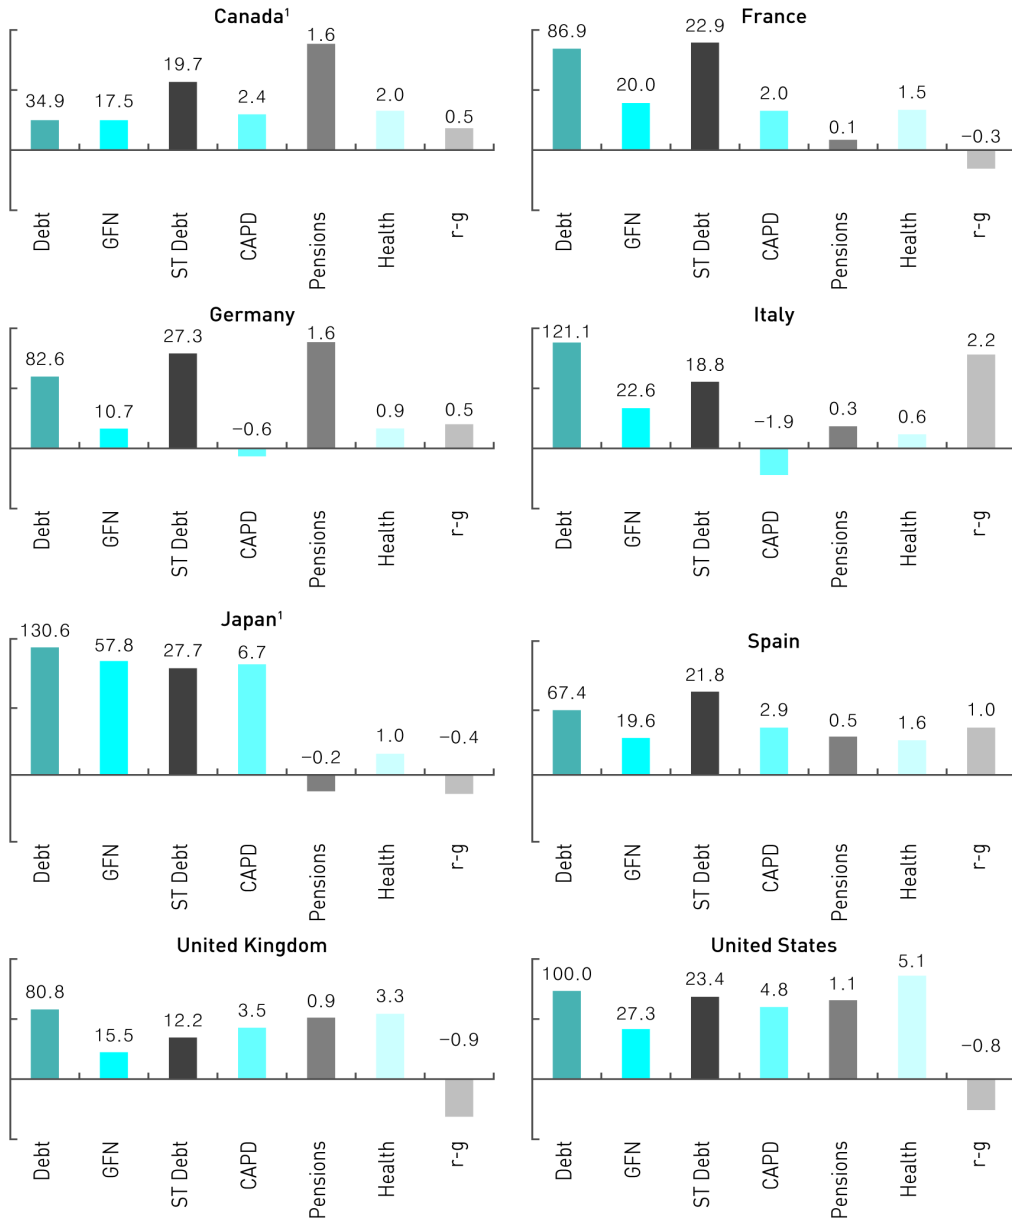 Canada¹
34.9
17.5
19.7
2.4
1.6
2.0
0.5
Debt
GFN
ST Debt
CAPD
Pensions
Health
r-g
France
86.9
20.0
22.9
2.0
0.1
1.5
−0.3
Debt
GFN
ST Debt
CAPD
Pensions
Health
r-g
Germany
82.6
10.7
27.3
−0.6
1.6
0.9
0.5
Debt
GFN
ST Debt
CAPD
Pensions
Health
r-g
Italy
121.1
22.6
18.8
−1.9
0.3
0.6
2.2
Debt
GFN
ST Debt
CAPD
Pensions
Health
r-g
Japan¹
130.6
57.8
27.7
6.7
−0.2
1.0
−0.4
Debt
GFN
ST Debt
CAPD
Pensions
Health
r-g
Spain
67.4
19.6
21.8
2.9
0.5
1.6
1.0
Debt
GFN
ST Debt
CAPD
Pensions
Health
r-g
United Kingdom
80.8
15.5
12.2
3.5
0.9
3.3
−0.9
Debt
GFN
ST Debt
CAPD
Pensions
Health
r-g
United States
100.0
27.3
23.4
4.8
1.1
5.1
−0.8
Debt
GFN
ST Debt
CAPD
Pensions
Health
r-g